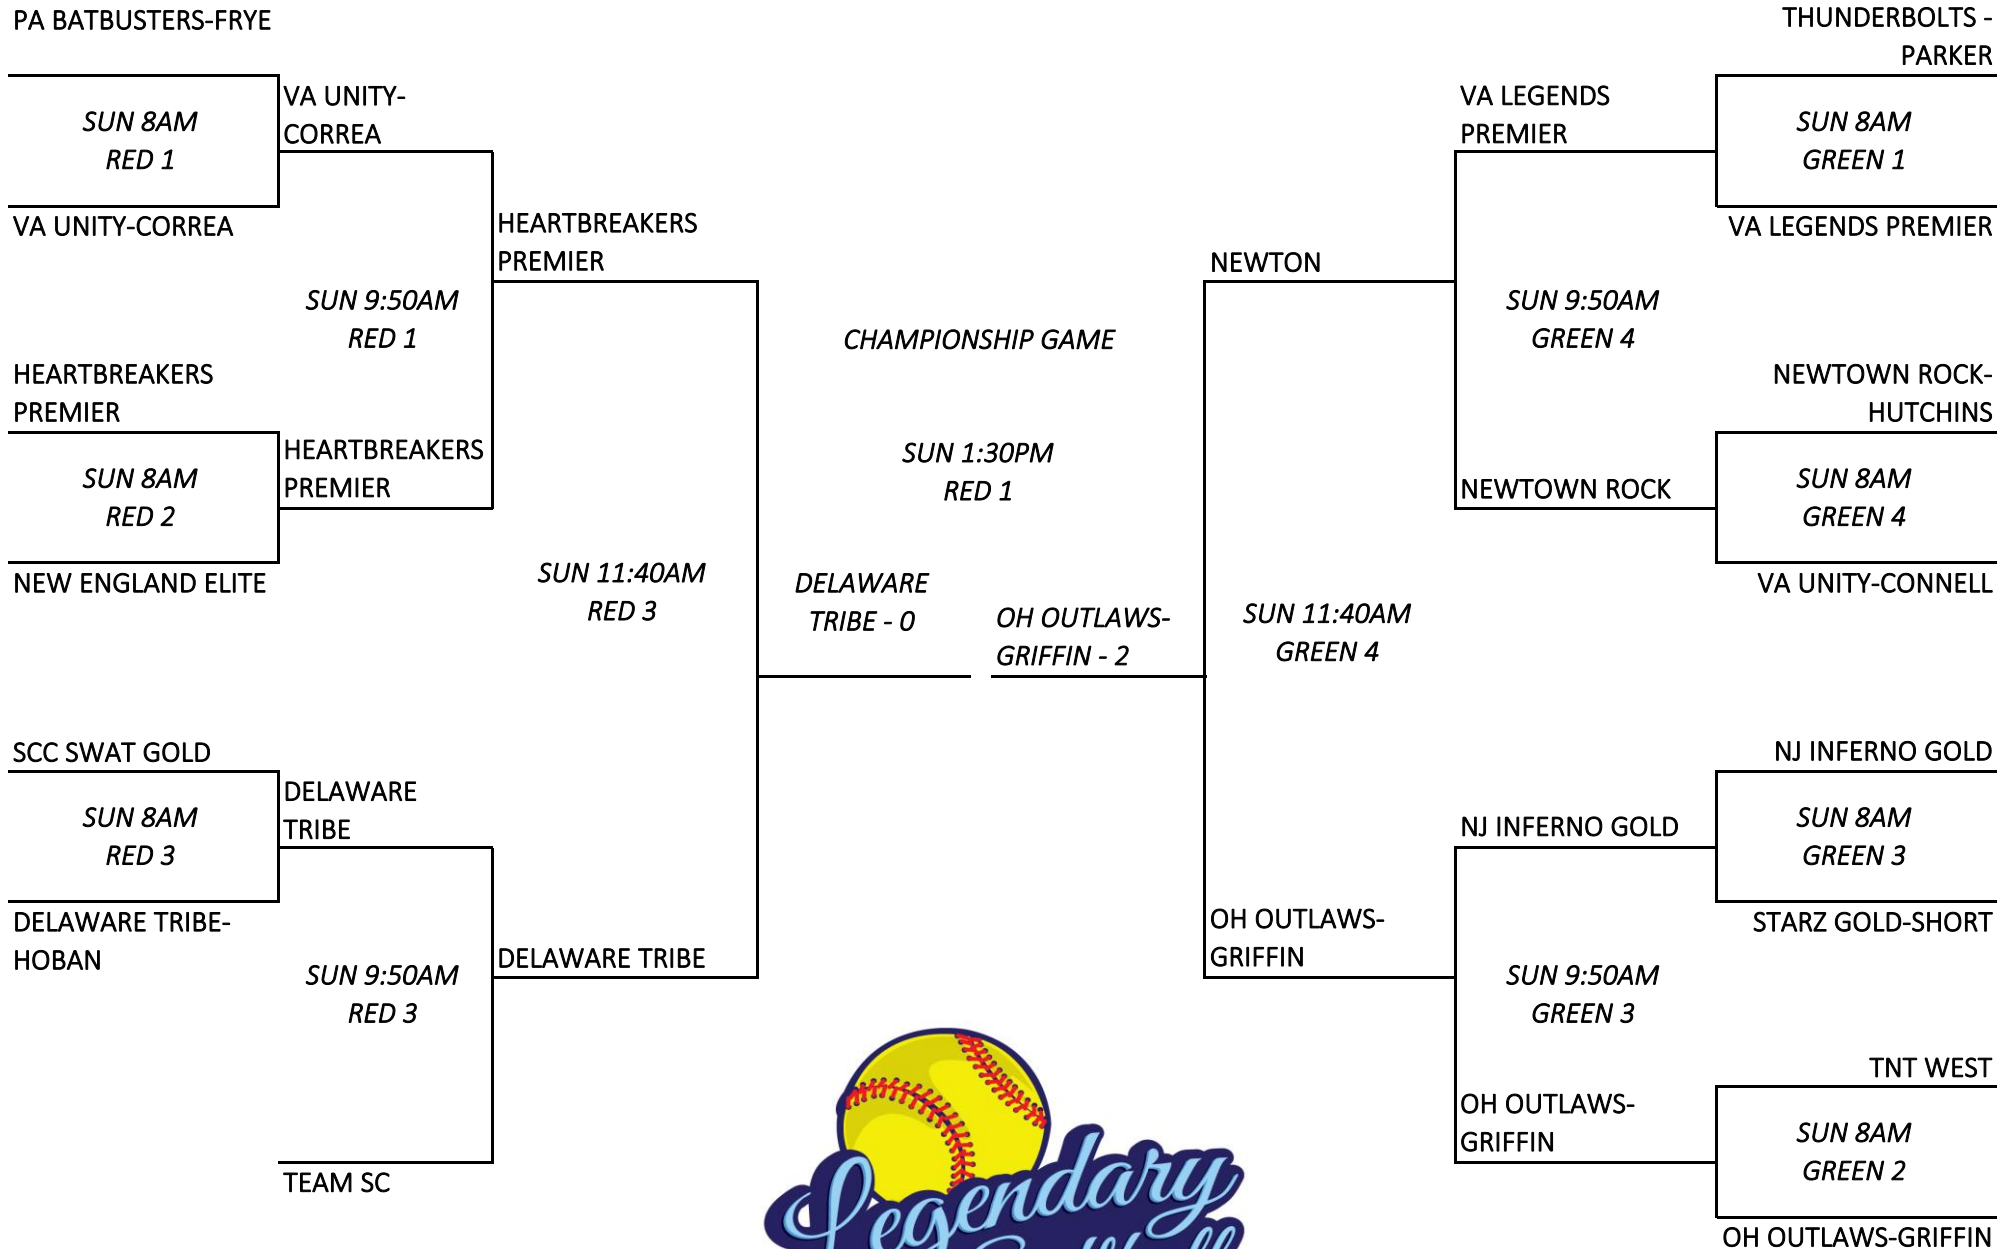 PA BATBUSTERS-FRYE
SUN 8AM
RED 1
VA UNITY-CORREA
VA UNITY-
CORREA
SUN 9:50AM
RED 1
HEARTBREAKERS
PREMIER
SUN 8AM
RED 2
NEW ENGLAND ELITE
HEARTBREAKERS
PREMIER
HEARTBREAKERS
PREMIER
SUN 11:40AM
RED 3
SCC SWAT GOLD
SUN 8AM
RED 3
DELAWARE TRIBE-
HOBAN
DELAWARE
TRIBE
SUN 9:50AM
RED 3
TEAM SC
DELAWARE TRIBE
CHAMPIONSHIP GAME
SUN 1:30PM
RED 1
DELAWARE
TRIBE - 0
OH OUTLAWS-
GRIFFIN - 2
NEWTON
SUN 11:40AM
GREEN 4
OH OUTLAWS-
GRIFFIN
VA LEGENDS
PREMIER
SUN 9:50AM
GREEN 4
NEWTOWN ROCK
THUNDERBOLTS -
PARKER
SUN 8AM
GREEN 1
VA LEGENDS PREMIER
NEWTOWN ROCK-
HUTCHINS
SUN 8AM
GREEN 4
VA UNITY-CONNELL
NJ INFERNO GOLD
SUN 9:50AM
GREEN 3
OH OUTLAWS-
GRIFFIN
NJ INFERNO GOLD
SUN 8AM
GREEN 3
STARZ GOLD-SHORT
TNT WEST
SUN 8AM
GREEN 2
OH OUTLAWS-GRIFFIN
Legendary